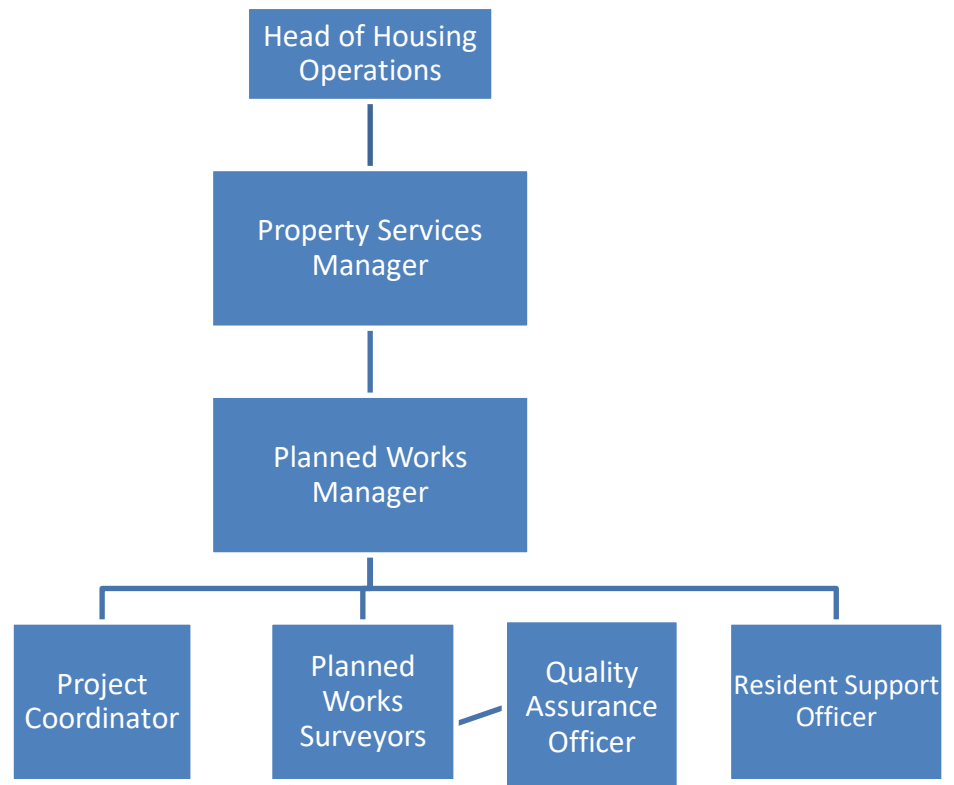 Head of Housing
Operations
Property Services
Manager
Planned Works
Manager
Project
Coordinator
Planned
Works
Surveyors
Quality
Assurance
Officer
Resident Support
Officer